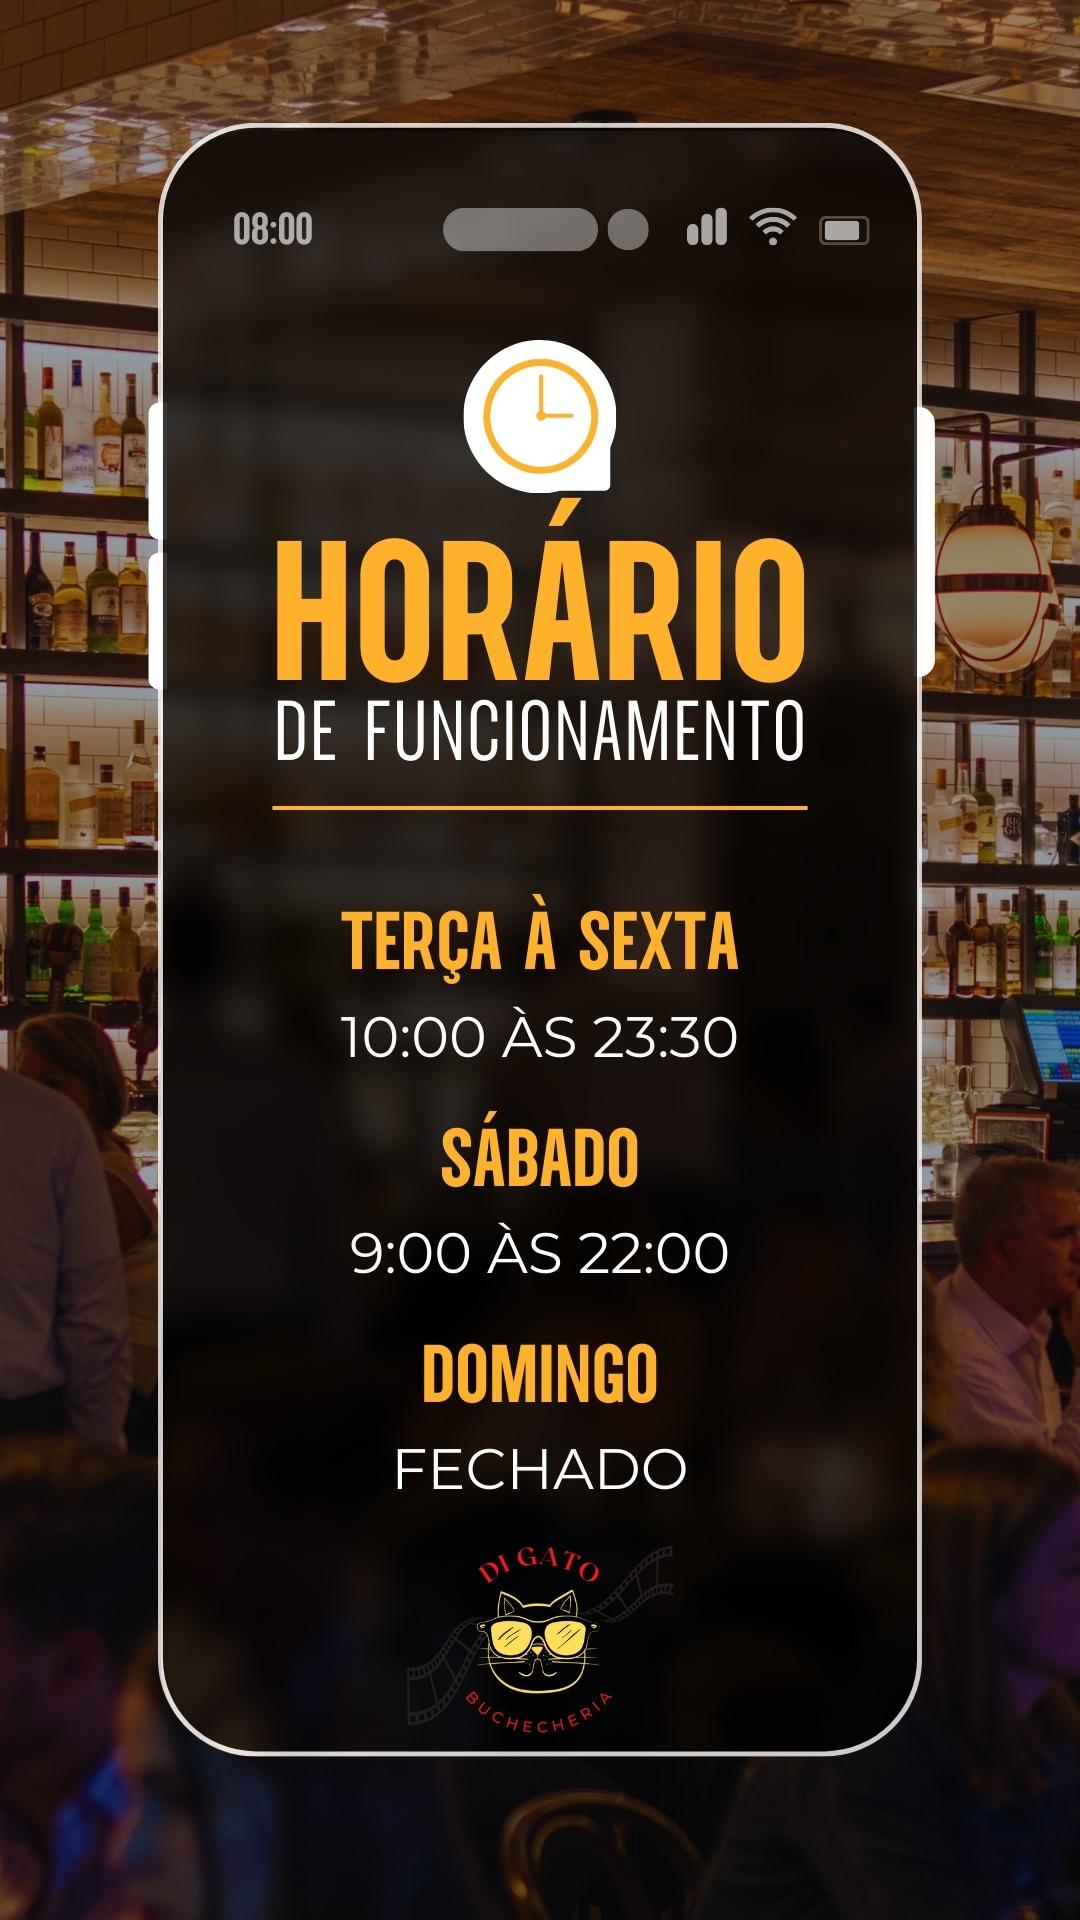 08:00
HORÁRIO
DE FUNCIONAMENTO
TERÇA À SEXTA
10:00 ÀS 23:30
SÁBADO
9:00 ÀS 22:00
DOMINGO
FECHADO
DI GATO
BUCHECHERIA